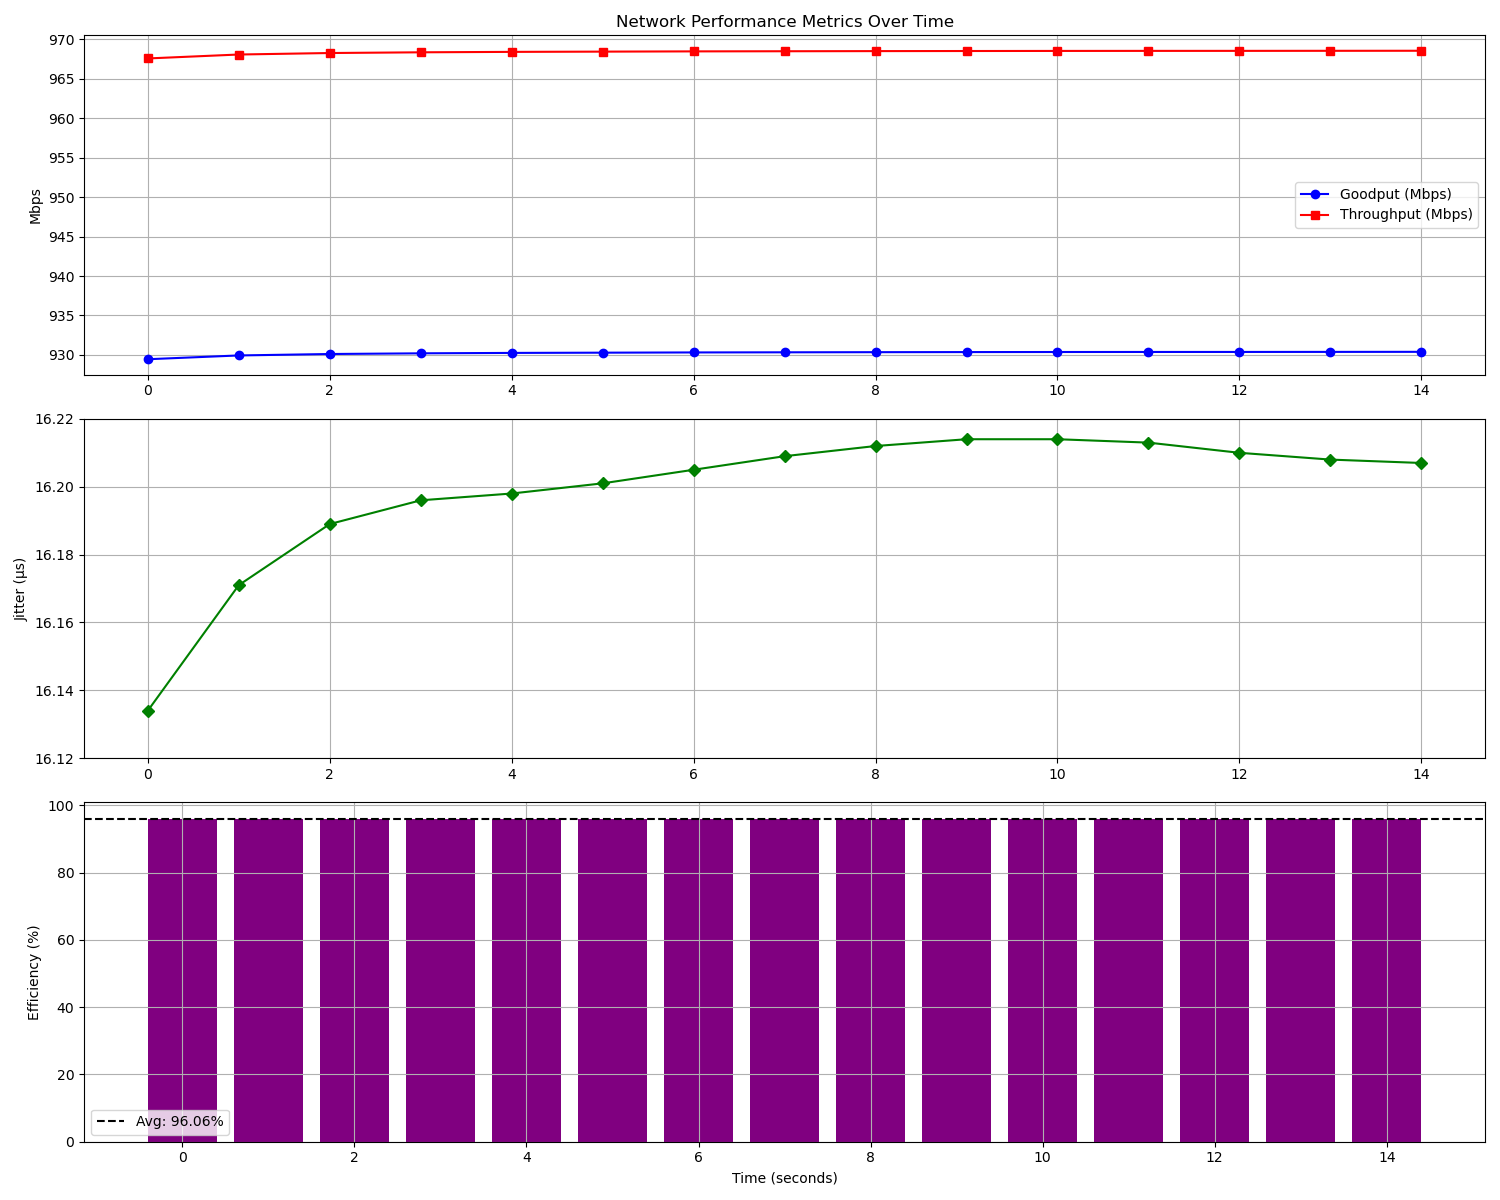 Network Performance Metrics Over Time
970
965
960
955
950
945
940
935
930
Mbps
Goodput (Mbps)
Throughput (Mbps)
0 2 4 6 8 10 12 14
16.22
16.20
16.18
16.16
16.14
16.12
Jitter (µs)
0 2 4 6 8 10 12 14
100
80
60
40
20
0
Efficiency (%)
Avg: 96.06%
0 2 4 6 8 10 12 14
Time (seconds)